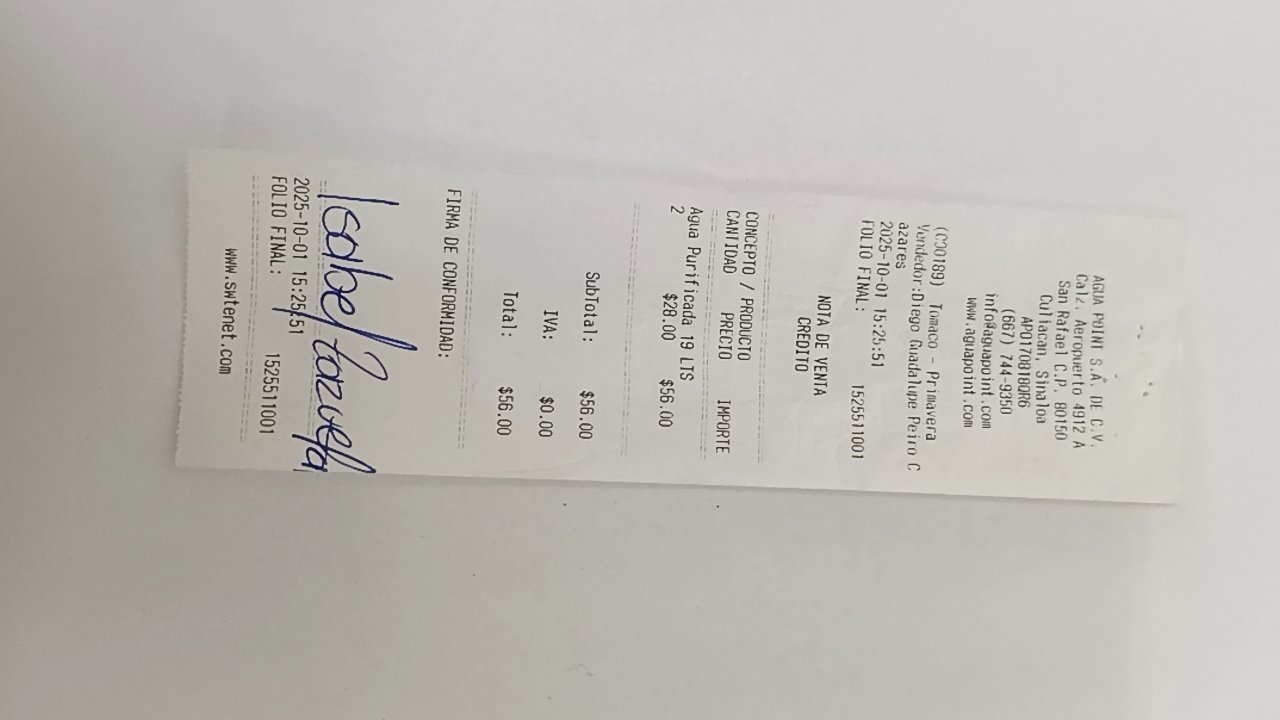 AGUA POINT S.A. DE C.V.
Calz. Aeropuerto 4912 A
San Rafael C.P. 80150
Culiacan, Sinaloa
APO170818QR6
(667) 744-9350
info@aguapoint.com
www.aguapoint.com
(C00189) Tomaco - Primavera
Vendedor:Diego Guadalupe Peiro C
azares
2025-10-01 15:25:51
FOLIO FINAL: 1525511001
NOTA DE VENTA
CREDITO
CONCEPTO / PRODUCTO
CANTIDAD PRECIO IMPORTE
Agua Purificada 19 LTS
2 $28.00 $56.00
SubTotal: $56.00
IVA: $0.00
Total: $56.00
FIRMA DE CONFORMIDAD:
Isabel Gazuela
2025-10-01 15:25:51
FOLIO FINAL: 1525511001
www.swtenet.com